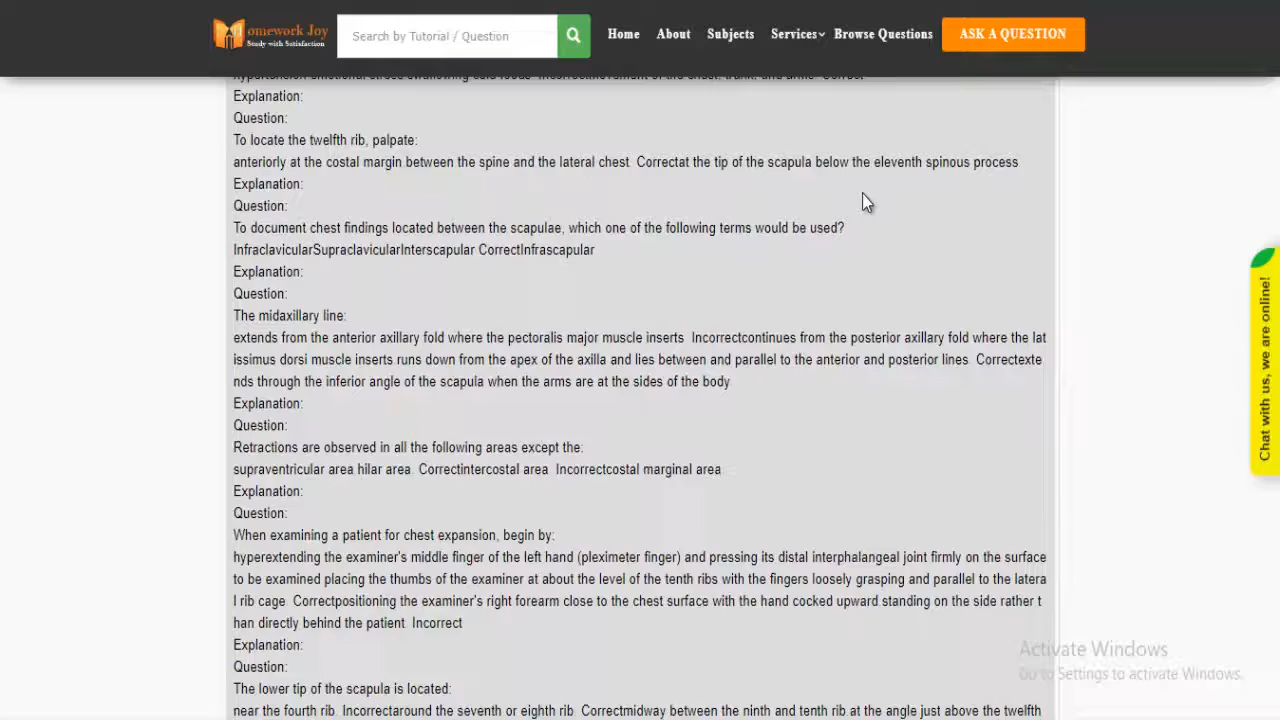 omework Joy
Study with Satisfaction
Search by Tutorial / Question
Home About Subjects Services Browse Questions ASK A QUESTION
Explanation:
Question:
To locate the twelfth rib, palpate:
anteriorly at the costal margin between the spine and the lateral chest  Correctat the tip of the scapula below the eleventh spinous process
Explanation:
Question:
To document chest findings located between the scapulae, which one of the following terms would be used?
InfraclavicularSupraclavicularInterscapular CorrectInfrascapular
Explanation:
Question:
The midaxillary line:
extends from the anterior axillary fold where the pectoralis major muscle inserts  Incorrectcontinues from the posterior axillary fold where the lat
issimus dorsi muscle inserts runs down from the apex of the axilla and lies between and parallel to the anterior and posterior lines  Correctexte
nds through the inferior angle of the scapula when the arms are at the sides of the body
Explanation:
Question:
Retractions are observed in all the following areas except the:
supraventricular area hilar area  Correctintercostal area  Incorrectcostal marginal area
Explanation:
Question:
When examining a patient for chest expansion, begin by:
hyperextending the examiner's middle finger of the left hand (pleximeter finger) and pressing its distal interphalangeal joint firmly on the surface
to be examined placing the thumbs of the examiner at about the level of the tenth ribs with the fingers loosely grasping and parallel to the latera
l rib cage  Correctpositioning the examiner's right forearm close to the chest surface with the hand cocked upward standing on the side rather t
han directly behind the patient  Incorrect
Explanation:
Question:
The lower tip of the scapula is located:
near the fourth rib  Incorrectaround the seventh or eighth rib  Correctmidway between the ninth and tenth rib at the angle just above the twelfth
Chat with us, we are online!
Activate Windows
Go to Settings to activate Windows.